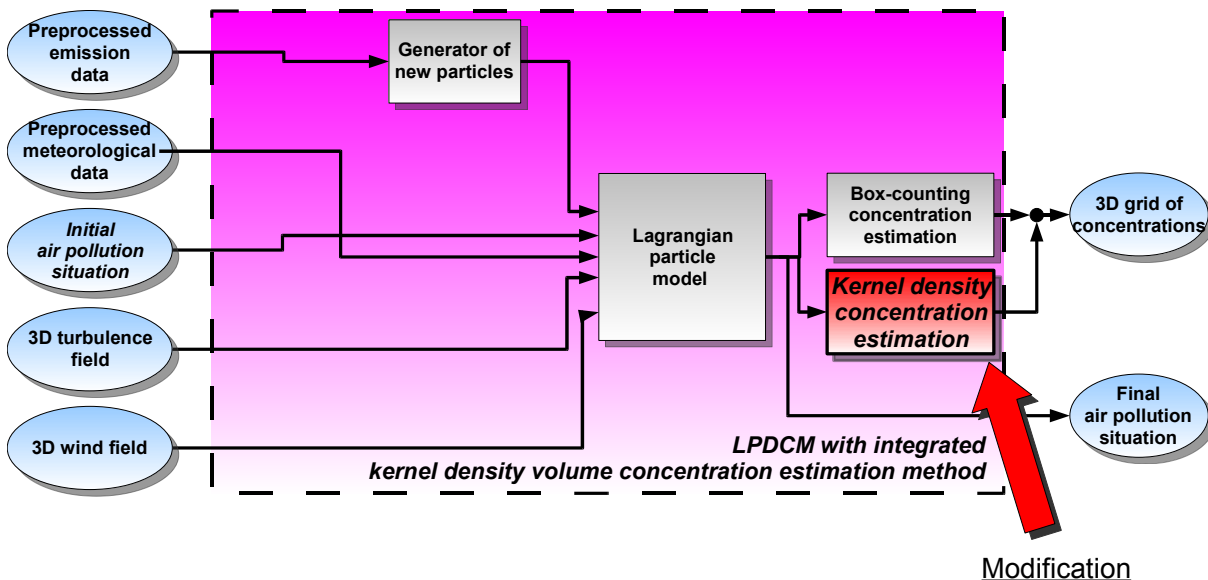 Preprocessed
emission
data
Generator of
new particles
Preprocessed
meteorological
data
Initial
air pollution
situation
3D turbulence
field
3D wind field
Lagrangian
particle
model
Box-counting
concentration
estimation
Kernel density
concentration
estimation
3D grid of
concentrations
Final
air pollution
situation
LPDCM with integrated
kernel density volume concentration estimation method
Modification